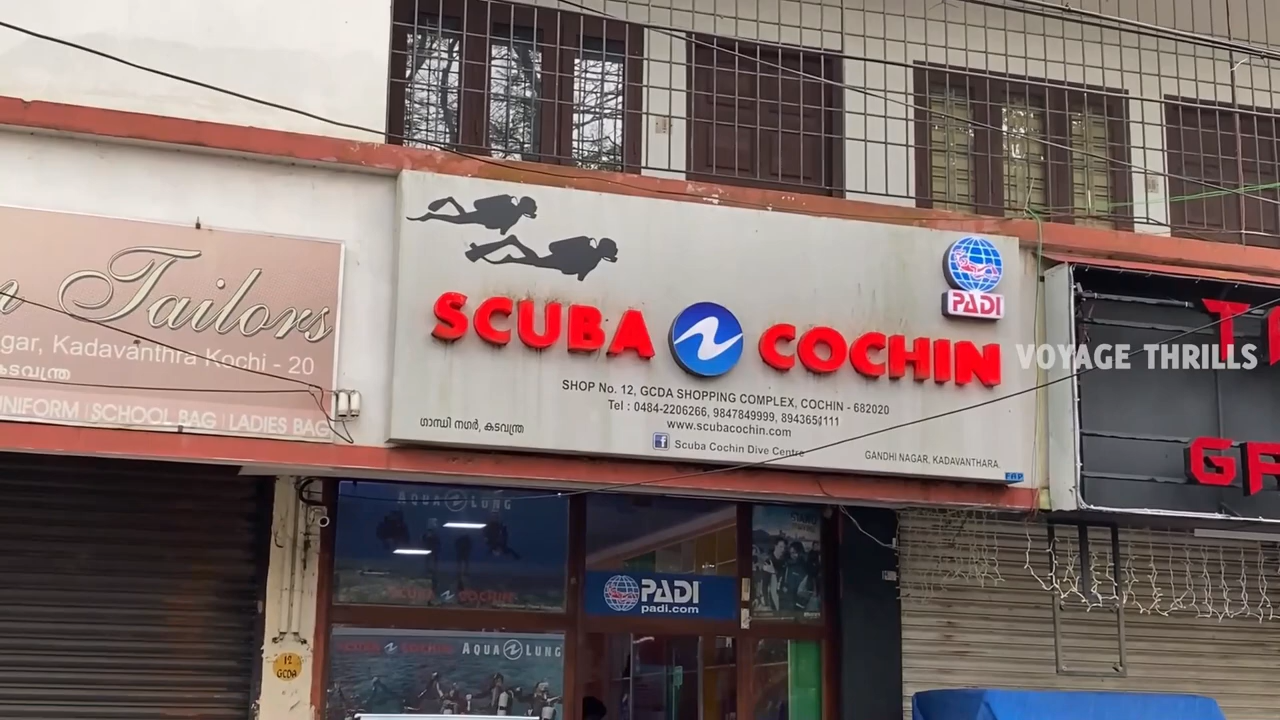 Tailors
Kadavanthra Kochi - 20
SCHOOL BAG | LADIES BAG
SCUBA COCHIN
PADI
SHOP No. 12, GCDA SHOPPING COMPLEX, COCHIN - 682020
Tel : 0484-2206266, 9847849999, 8943651111
www.scubacochin.com
ഗാന്ധി നഗർ, കടവന്ത്ര
Scuba Cochin Dive Centre
GANDHI NAGAR, KADAVANTHARA.
VOYAGE THRILLS
AQUA LUNG
SCUBA COCHIN
PADI
padi.com
SCUBA COCHIN AQUA LUNG
12
GCDA